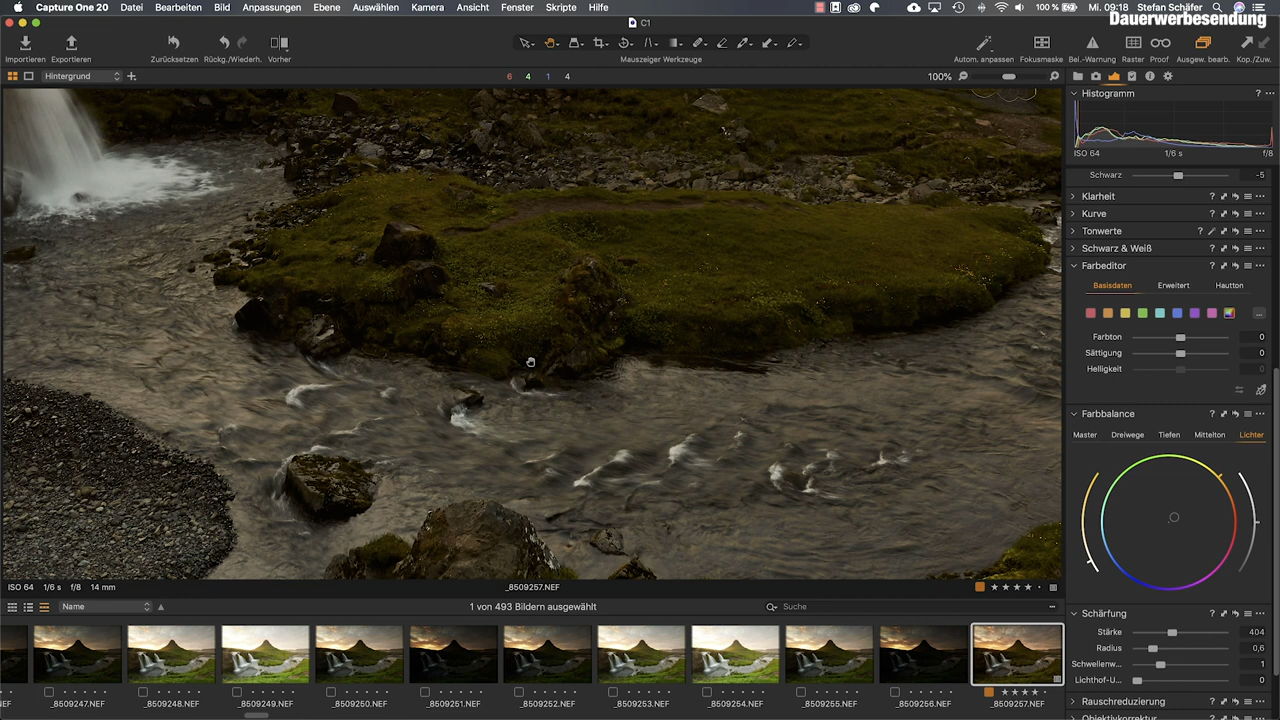 Capture One 20 Datei Bearbeiten Bild Anpassungen Ebene Auswählen Kamera Ansicht Fenster Skripte Hilfe 100 % Mi. 09:18 Stefan Schäfer
Dauerwerbesendung
C1
Importieren Exportieren Zurücksetzen Rückg./Wiederh. Vorher Mauszeiger Werkzeuge Autom. anpassen Fokusmaske Bel.-Warnung Raster Proof Ausgew. bearb. Kop./Zuw.
Hintergrund 6 4 1 4 100%
Histogramm
ISO 64 1/6 s f/8
Schwarz -5
Klarheit
Kurve
Tonwerte
Schwarz & Weiß
Farbeditor
Basisdaten Erweitert Hautton
Farbton 0
Sättigung 0
Helligkeit 0
Farbbalance
Master Dreiwege Tiefen Mittelton Lichter
ISO 64 1/6 s f/8 14 mm _8509257.NEF
Name 1 von 493 Bildern ausgewählt Suche
Schärfung
Stärke 404
Radius 0,6
Schwellenw... 1
Lichthof-U... 0
Rauschreduzierung
Objektivkorrektur
_8509247.NEF _8509248.NEF _8509249.NEF _8509250.NEF _8509251.NEF _8509252.NEF _8509253.NEF _8509254.NEF _8509255.NEF _8509256.NEF _8509257.NEF